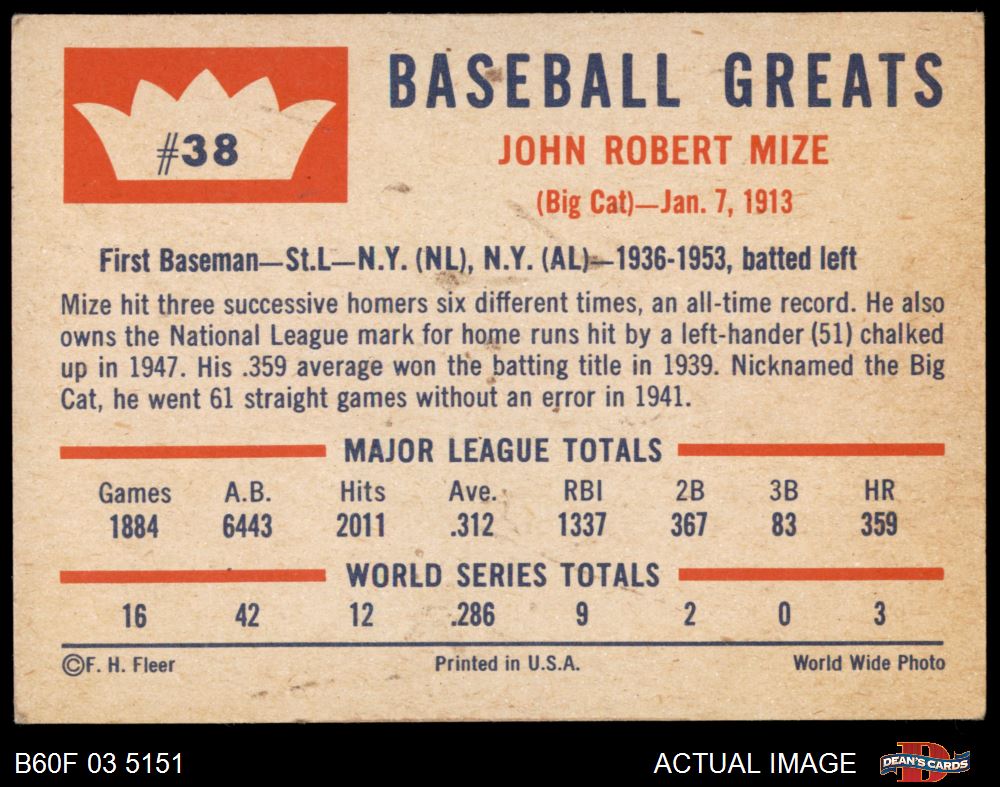 BASEBALL GREATS
#38
JOHN ROBERT MIZE
(Big Cat)—Jan. 7, 1913
First Baseman—St.L—N.Y. (NL), N.Y. (AL)—1936-1953, batted left
Mize hit three successive homers six different times, an all-time record. He also
owns the National League mark for home runs hit by a left-hander (51) chalked
up in 1947. His .359 average won the batting title in 1939. Nicknamed the Big
Cat, he went 61 straight games without an error in 1941.
MAJOR LEAGUE TOTALS
Games A.B. Hits Ave. RBI 2B 3B HR
1884 6443 2011 .312 1337 367 83 359
WORLD SERIES TOTALS
16 42 12 .286 9 2 0 3
©F. H. Fleer Printed in U.S.A. World Wide Photo
B60F 03 5151 ACTUAL IMAGE DEAN'S CARDS